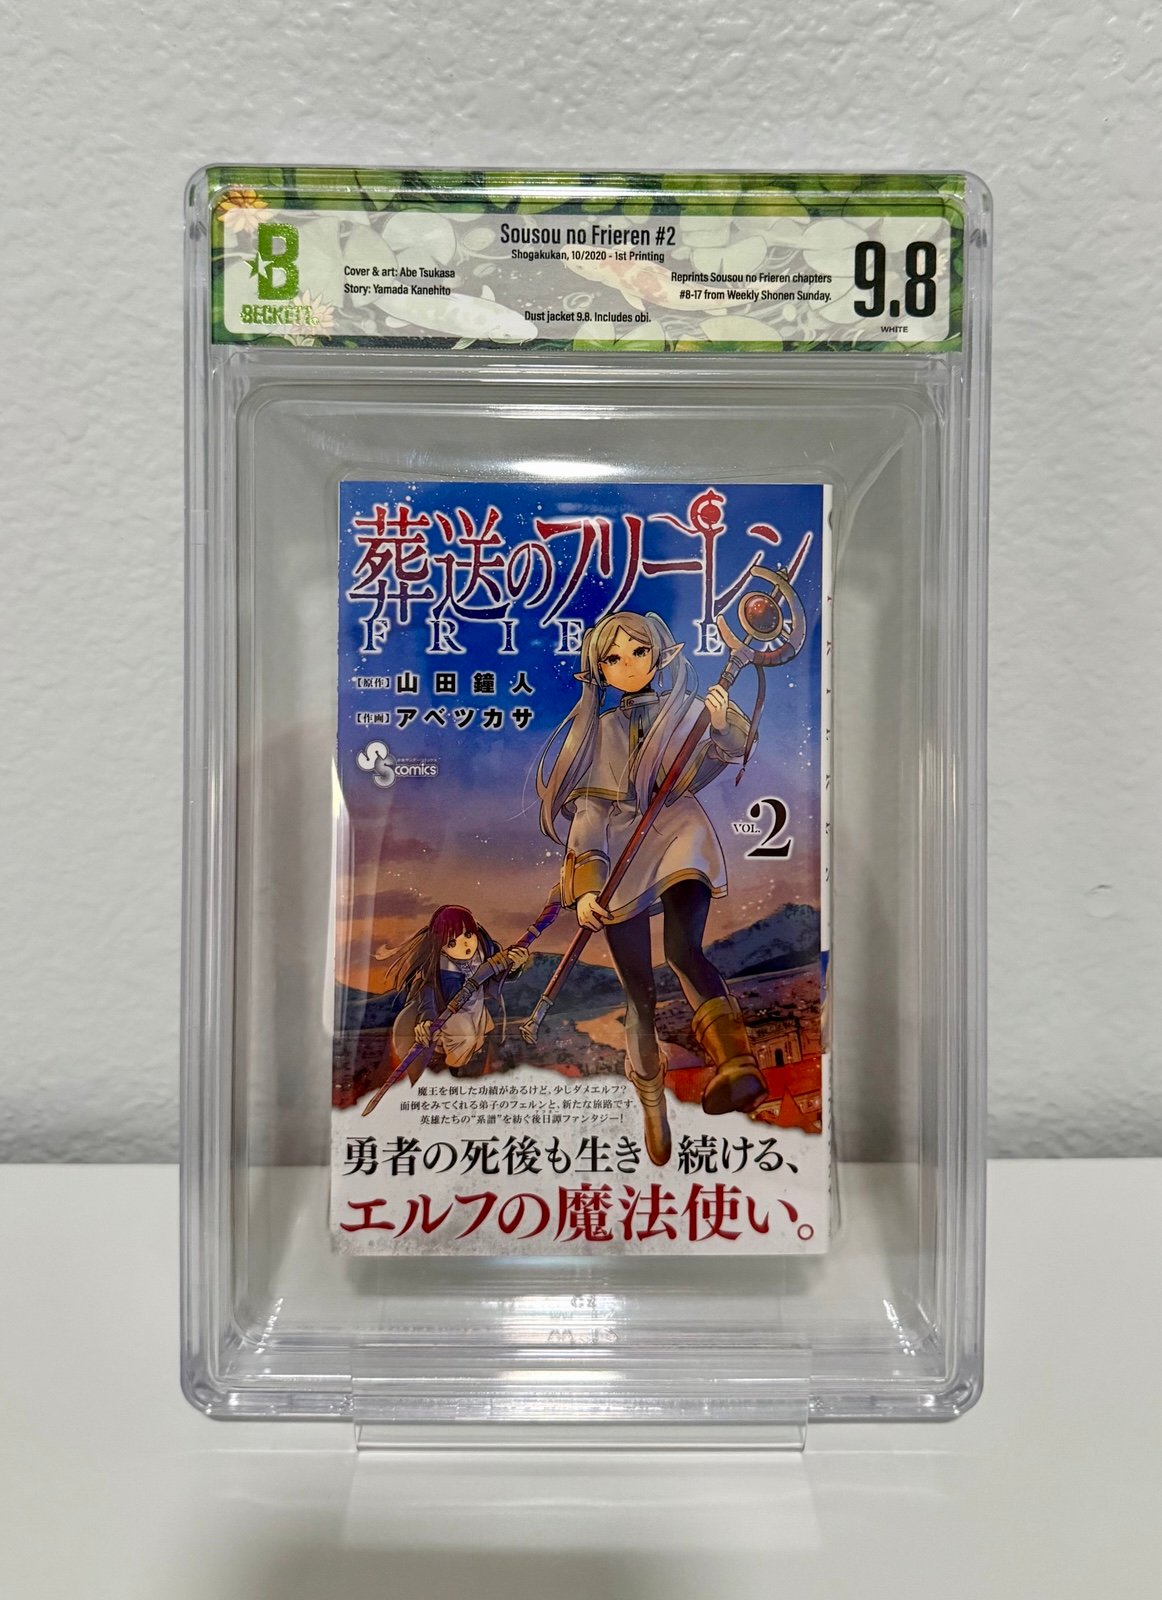 Sousou no Frieren #2
Shogakukan, 10/2020 - 1st Printing
Cover & art: Abe Tsukasa
Story: Yamada Kanehito
Reprints Sousou no Frieren chapters
#8-17 from Weekly Shonen Sunday.
Dust jacket 9.8. Includes obi.
B
BECKETT
9.8
WHITE
葬送のフリーレン
FRIE E
【原作】山田鐘人
【作画】アベツカサ
SS comics
VOL. 2
魔王を倒した功績があるけど、少しダメエルフ?
面倒をみてくれる弟子のフェルンと、新たな旅路です。
英雄たちの“系譜”を紡ぐ後日譚ファンタジー!
勇者の死後も生き続ける、
エルフの魔法使い。